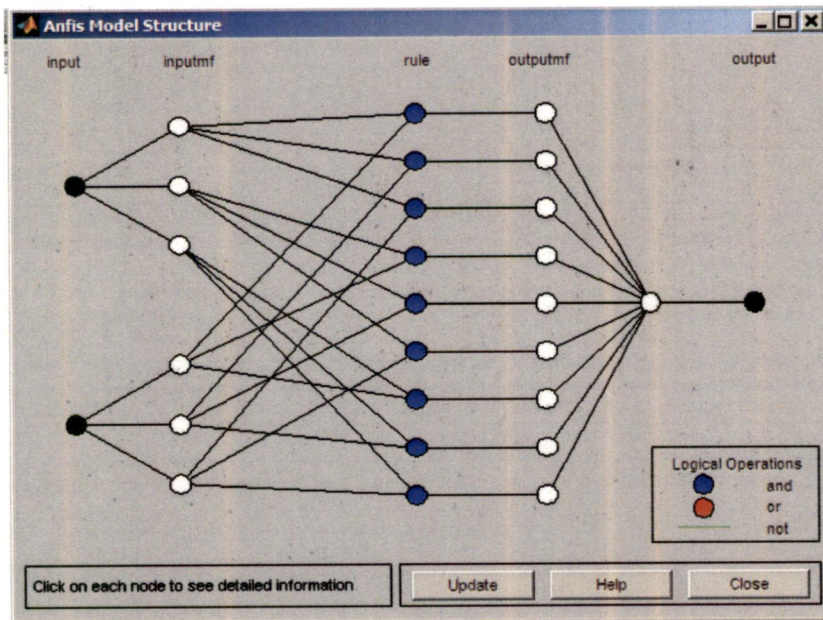 Anfis Model Structure
input inputmf rule outputmf output
Logical Operations
and
or
not
Click on each node to see detailed information
Update Help Close